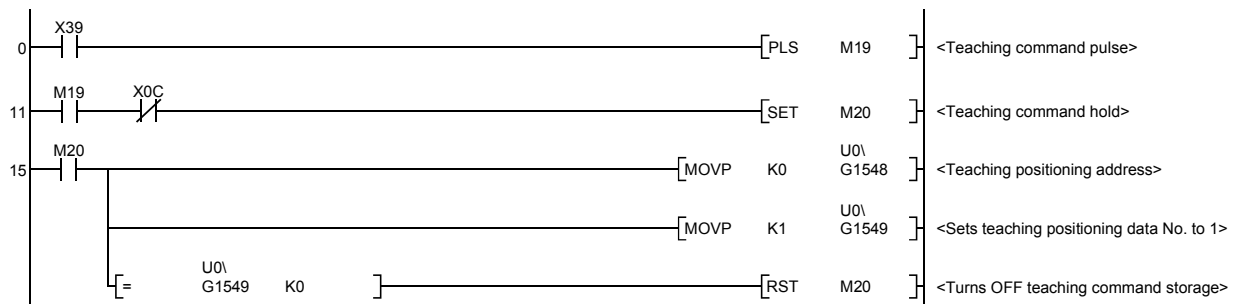 X39
0 PLS M19 <Teaching command pulse>
M19 X0C
11 SET M20 <Teaching command hold>
M20 U0\
15 MOVP K0 G1548 <Teaching positioning address>
U0\
MOVP K1 G1549 <Sets teaching positioning data No. to 1>
U0\
= G1549 K0 RST M20 <Turns OFF teaching command storage>